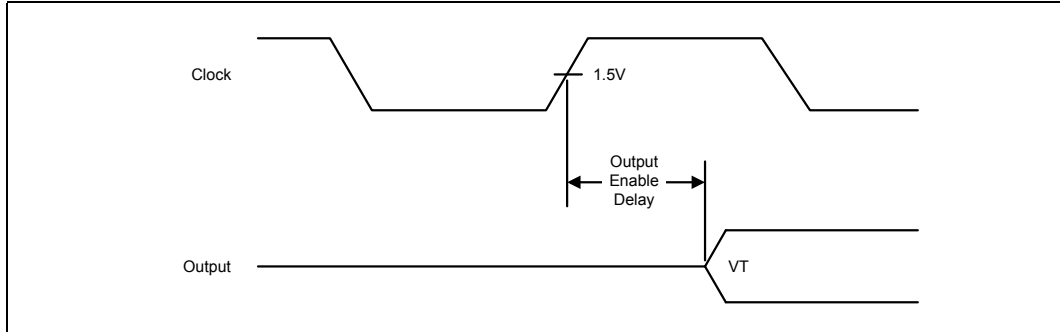 Clock
1.5V
Output
Enable
Delay
Output
VT